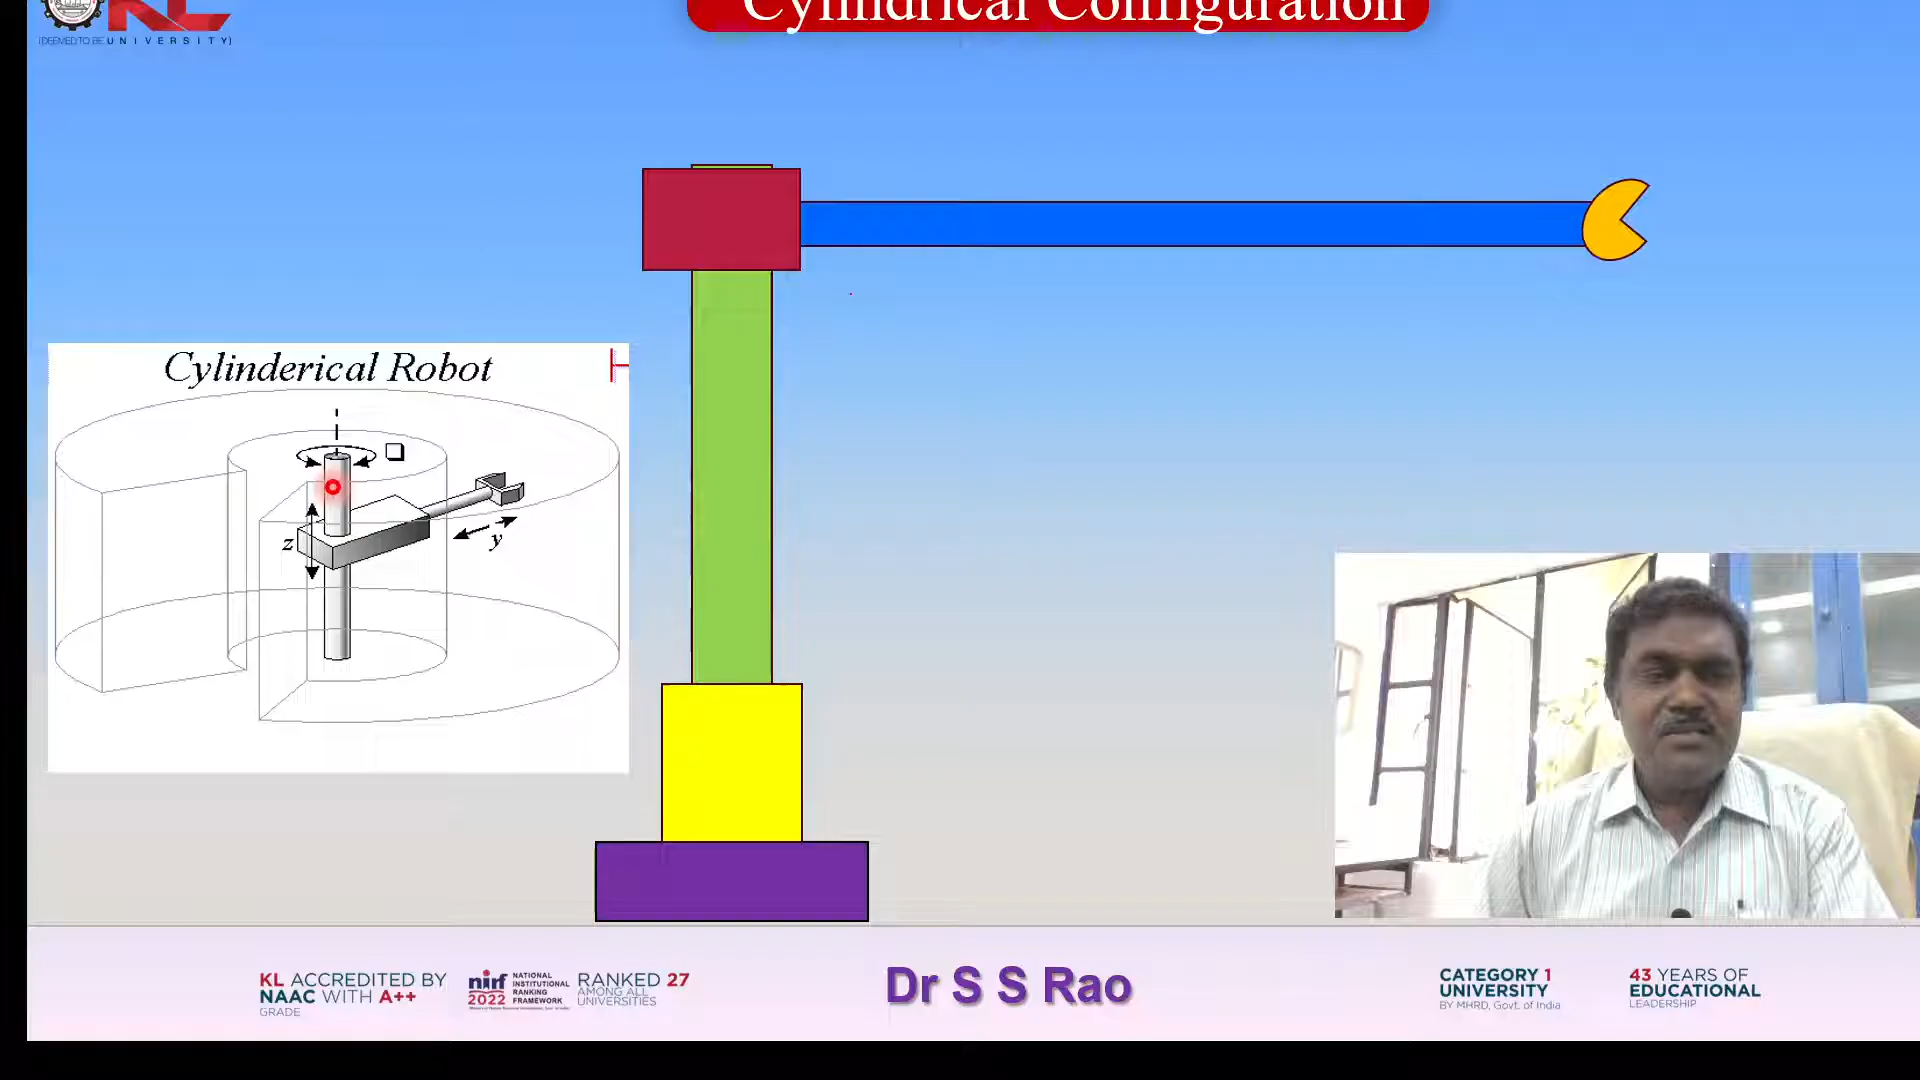 Cylindrical Configuration
KL
(DEEMED TO BE UNIVERSITY)
Cylinderical Robot
z
y
KL ACCREDITED BY
NAAC WITH A++
GRADE
nirf
2022
NATIONAL
INSTITUTIONAL
RANKING
FRAMEWORK
RANKED 27
AMONG ALL
UNIVERSITIES
Dr S S Rao
CATEGORY 1
UNIVERSITY
BY MHRD, Govt. of India
43 YEARS OF
EDUCATIONAL
LEADERSHIP